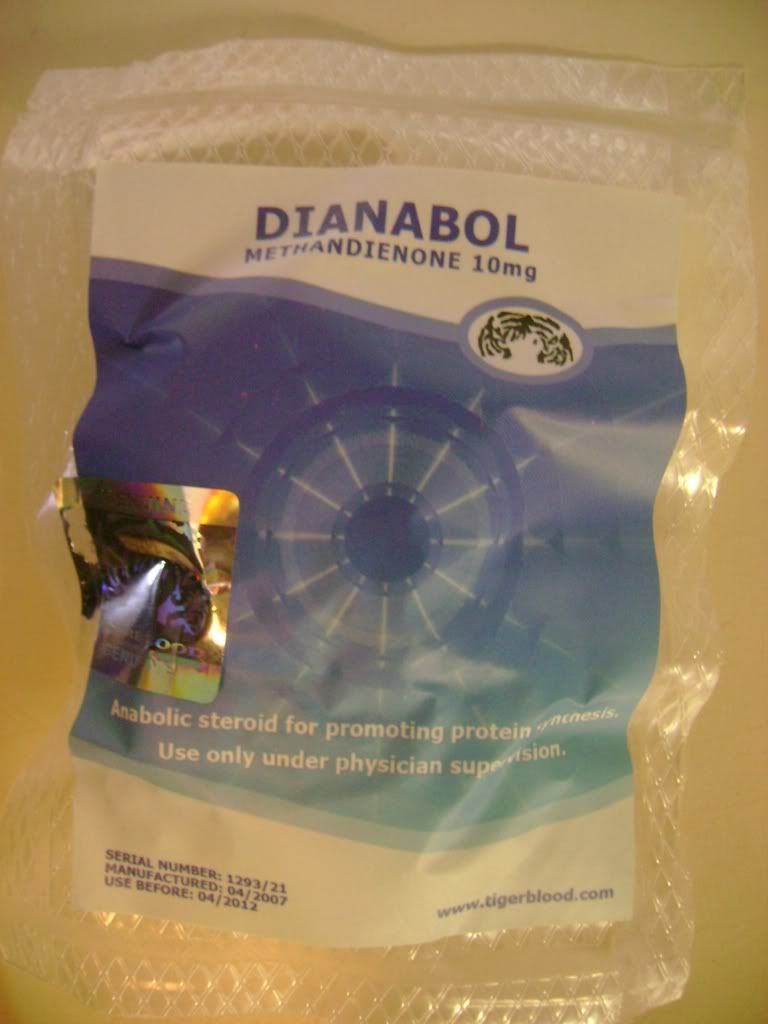 DIANABOL
METHANDIENONE 10mg
Anabolic steroid for promoting protein synthesis.
Use only under physician supervision.
SERIAL NUMBER: 1293/21
MANUFACTURED: 04/2007
USE BEFORE: 04/2012
www.tigerblood.com